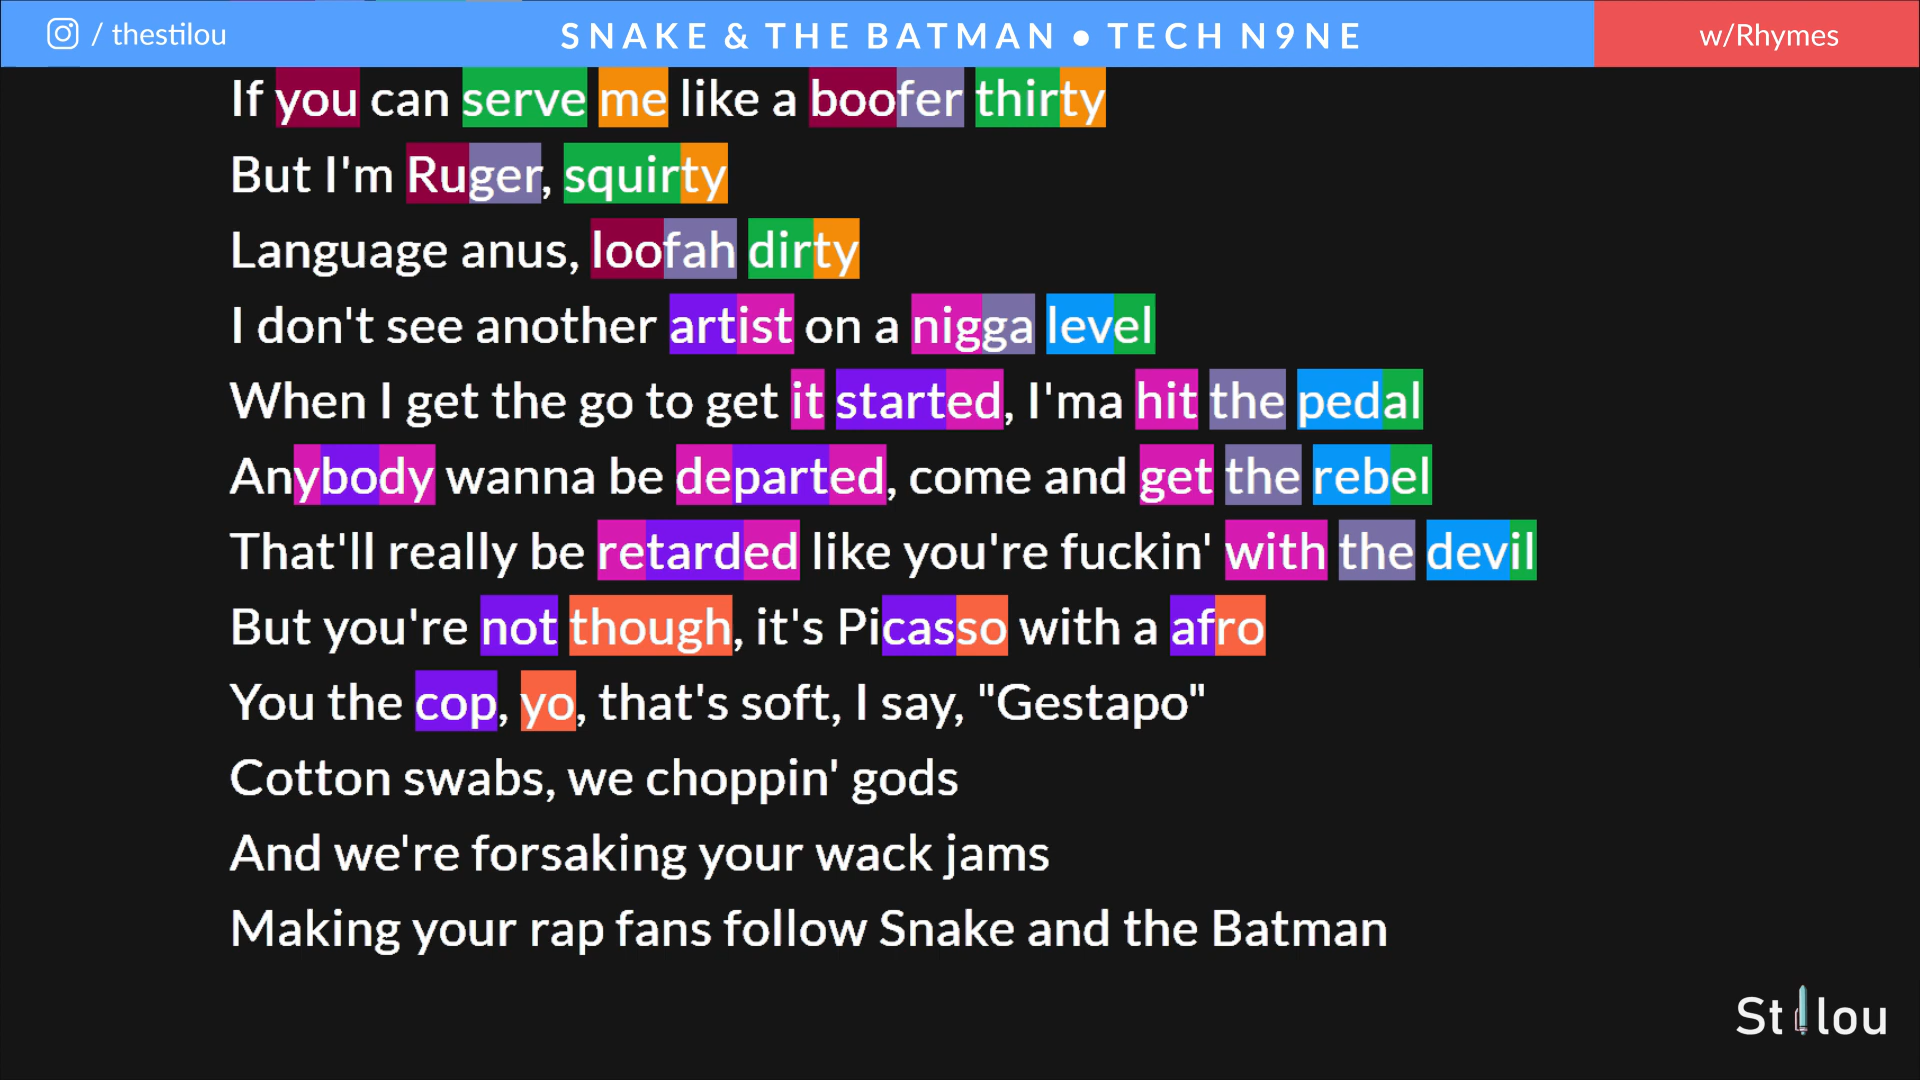 / thestilou
SNAKE & THE BATMAN • TECH N9NE
w/Rhymes
If you can serve me like a boofer thirty
But I'm Ruger, squirty
Language anus, loofah dirty
I don't see another artist on a nigga level
When I get the go to get it started, I'ma hit the pedal
Anybody wanna be departed, come and get the rebel
That'll really be retarded like you're fuckin' with the devil
But you're not though, it's Picasso with a afro
You the cop, yo, that's soft, I say, "Gestapo"
Cotton swabs, we choppin' gods
And we're forsaking your wack jams
Making your rap fans follow Snake and the Batman
Stilou